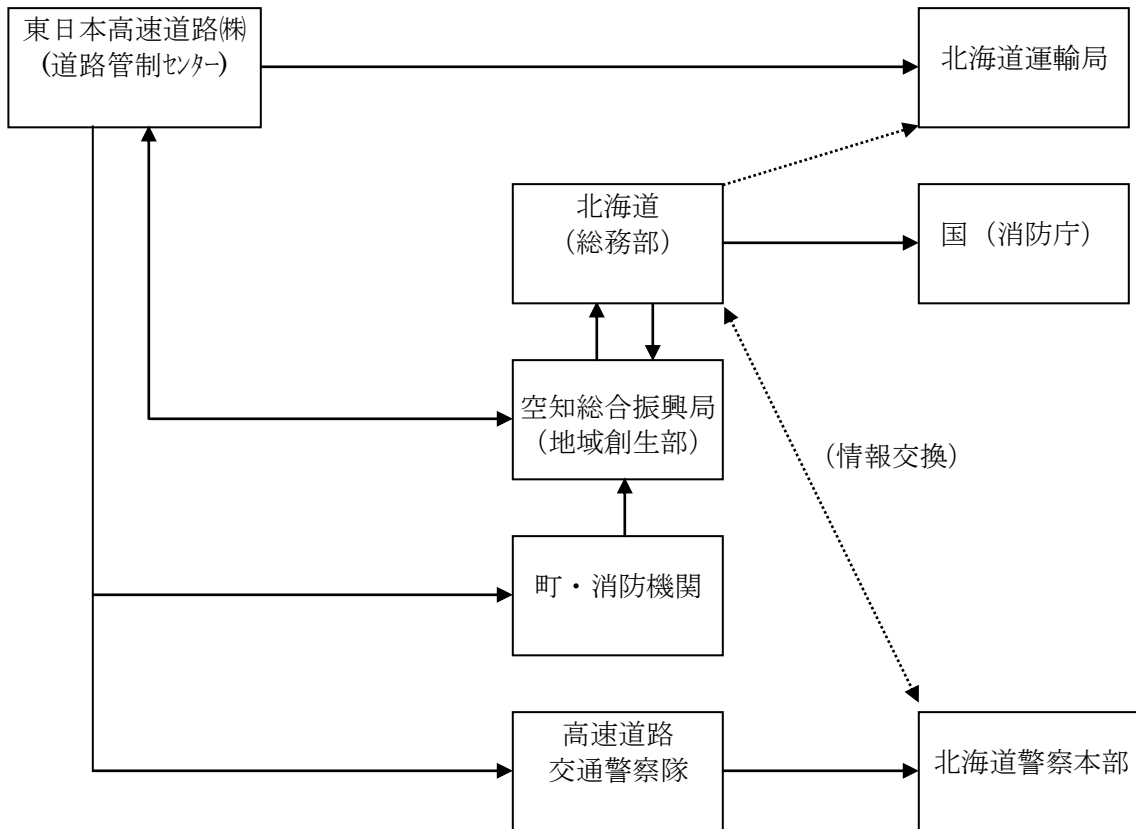 東日本高速道路㈱
(道路管制ｾﾝﾀｰ)
北海道運輸局
北海道
（総務部）
国（消防庁）
空知総合振興局
（地域創生部）
（情報交換）
町・消防機関
高速道路
交通警察隊
北海道警察本部